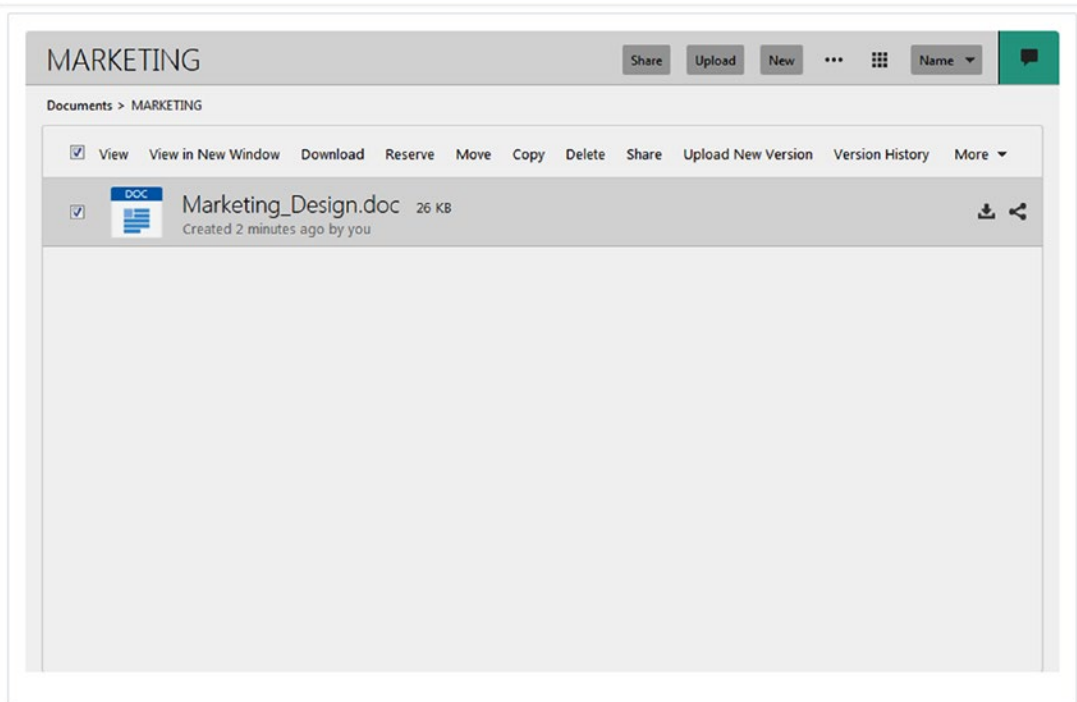 MARKETING Share Upload New ••• Name
Documents > MARKETING
View View in New Window Download Reserve Move Copy Delete Share Upload New Version Version History More
DOC
Marketing_Design.doc 26 KB
Created 2 minutes ago by you